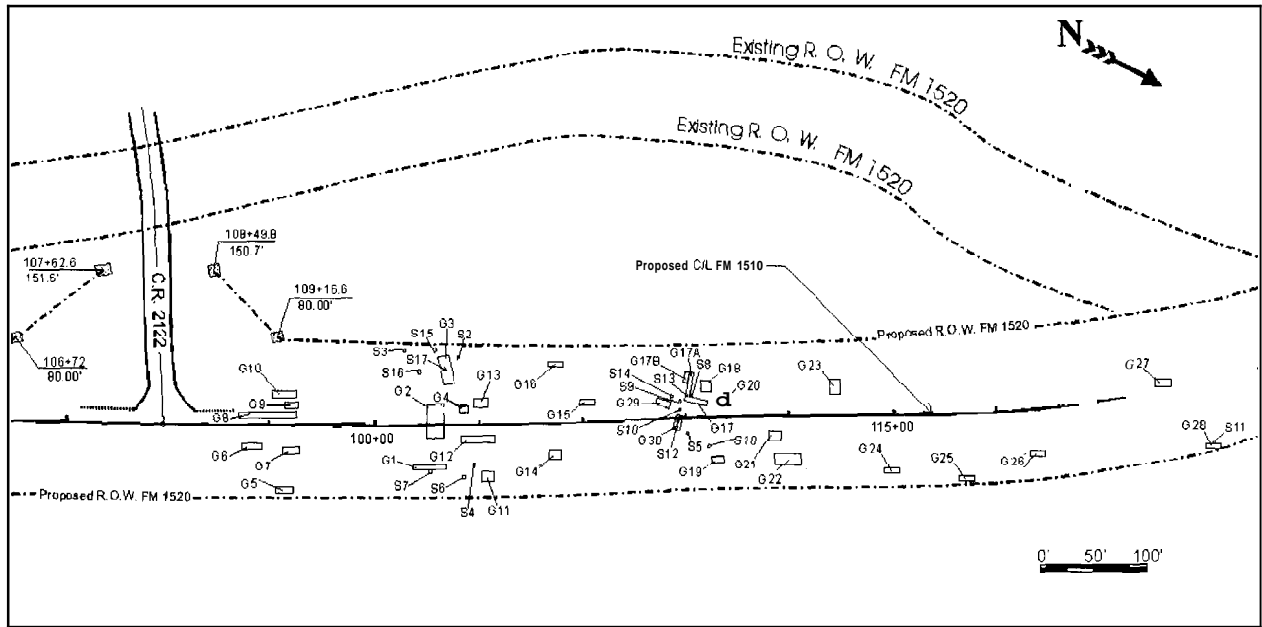 N
Existing R. O. W. FM 1520
Existing R. O. W. FM 1520
108+49.8
150.7'
107+62.6
151.6'
C.R. 2122
Proposed C/L FM 1510
109+16.6
80.00'
Proposed R.O.W. FM 1520
106+72
80.00'
G3
S15
S2
S3
S17
S16
G17A
G17B
S8
G18
G23
G27
G10
G2
G13
G16
S14
S13
G20
d
G9
G4
S9
G29
G8
G15
S10
G17
100+00
115+00
G30
G28
S11
G6
G7
G12
S12
S5
S10
G19
G21
G24
G26
G1
G14
G22
G25
G5
S7
S6
S4
G11
Proposed R.O.W. FM 1520
0' 50' 100'